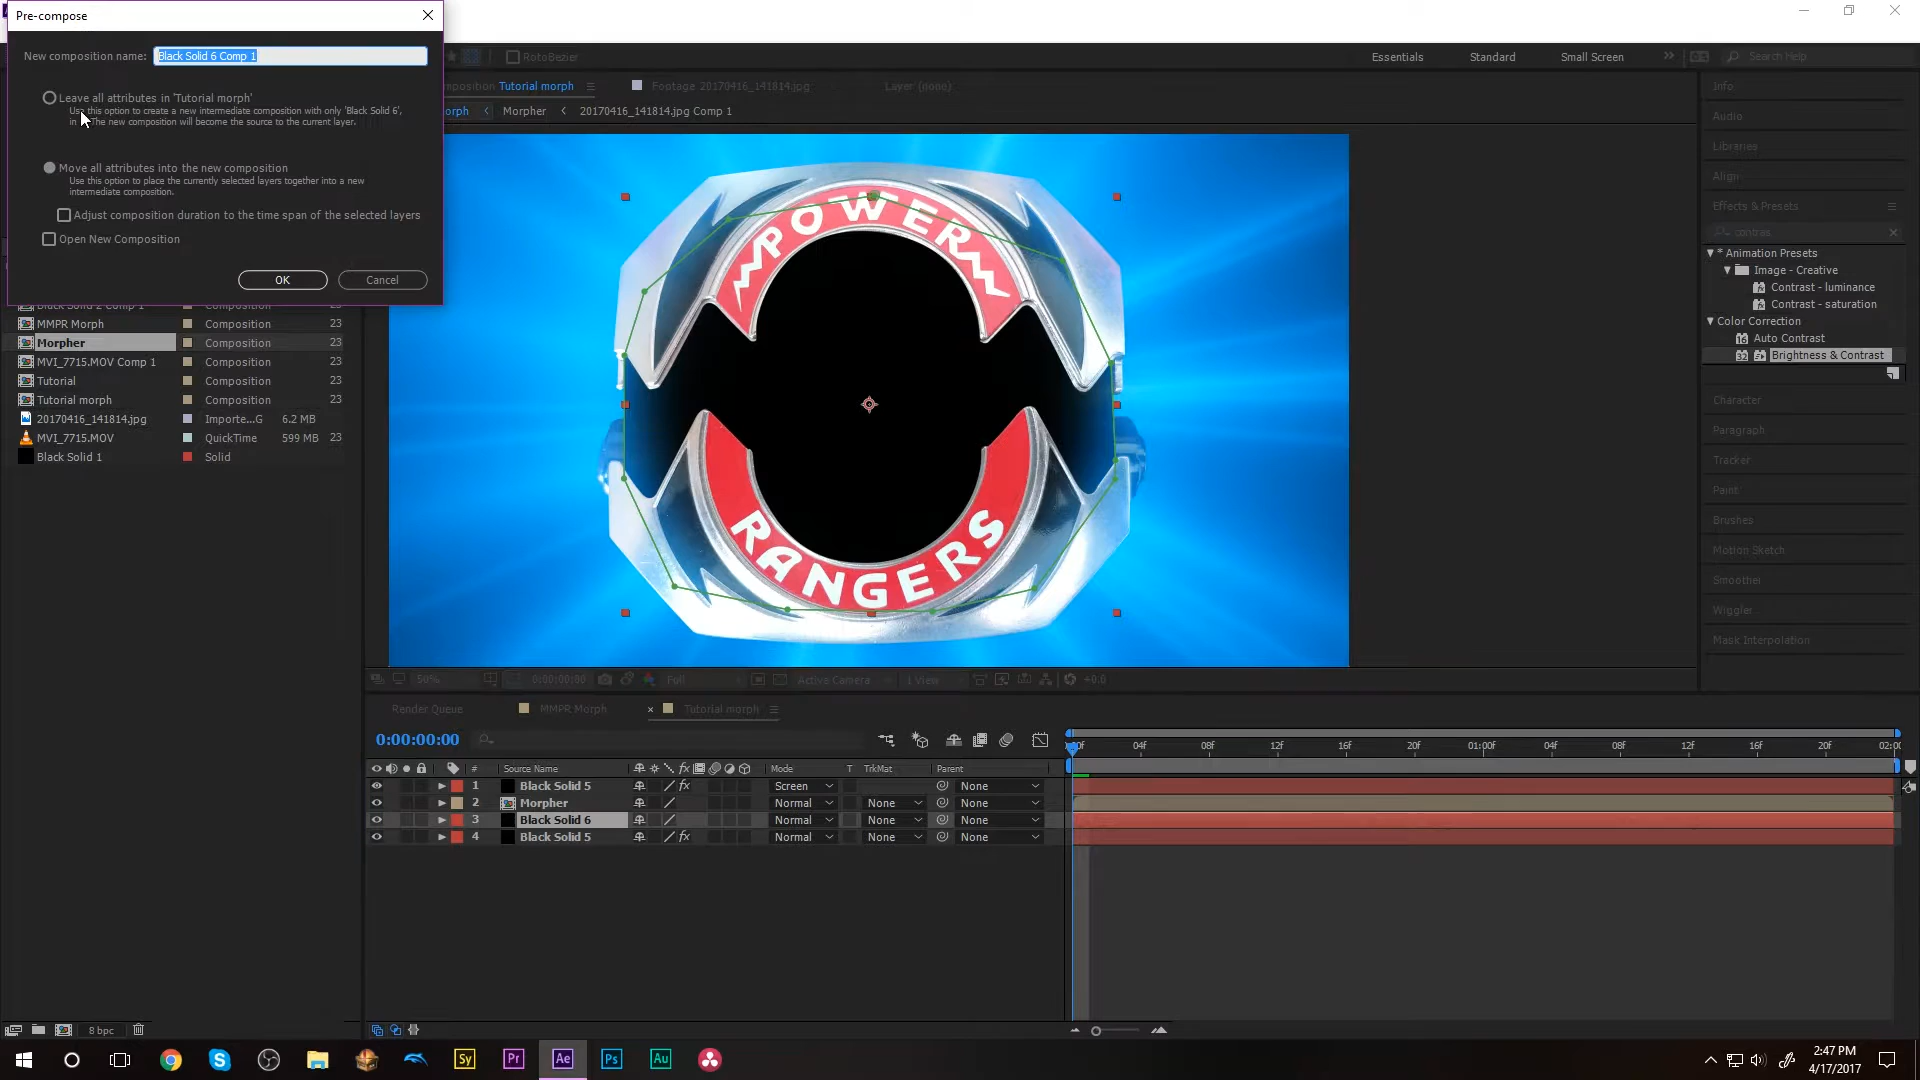 Pre-compose
New composition name: Black Solid 6 Comp 1
RotoBezier
Essentials
Standard
Small Screen
Search Help
Leave all attributes in 'Tutorial morph'
Use this option to create a new intermediate composition with only 'Black Solid 6',
The new composition will become the source to the current layer.
Move all attributes into the new composition
Use this option to place the currently selected layers together into a new
intermediate composition.
Adjust composition duration to the time span of the selected layers
Open New Composition
OK
Cancel
Tutorial morph
Footage 20170416_141814.jpg
Layer (none)
Morpher
20170416_141814.jpg Comp 1
POWER
RANGERS
Black Solid 2 Comp 1 Composition 23
MMPR Morph Composition 23
Morpher Composition 23
MVI_7715.MOV Comp 1 Composition 23
Tutorial Composition 23
Tutorial morph Composition 23
20170416_141814.jpg Importe...G 6.2 MB
MVI_7715.MOV QuickTime 599 MB 23
Black Solid 1 Solid
8 bpc
Info
Audio
Libraries
Align
Effects & Presets
contras
* Animation Presets
Image - Creative
Contrast - luminance
Contrast - saturation
Color Correction
Auto Contrast
Brightness & Contrast
Character
Paragraph
Tracker
Paint
Brushes
Motion Sketch
Smoother
Wiggler
Mask Interpolation
50%
0:00:00:00
Full
Active Camera
1 View
+0.0
Render Queue
MMPR Morph
Tutorial morph
0:00:00:00
04f 08f 12f 16f 20f 01:00f 04f 08f 12f 16f 20f
# Source Name fx Mode T TrkMat Parent
1 Black Solid 5 fx Screen None
2 Morpher Normal None None
3 Black Solid 6 Normal None None
4 Black Solid 5 fx Normal None None
Sy
Pr
Ae
Ps
Au
2:47 PM
4/17/2017